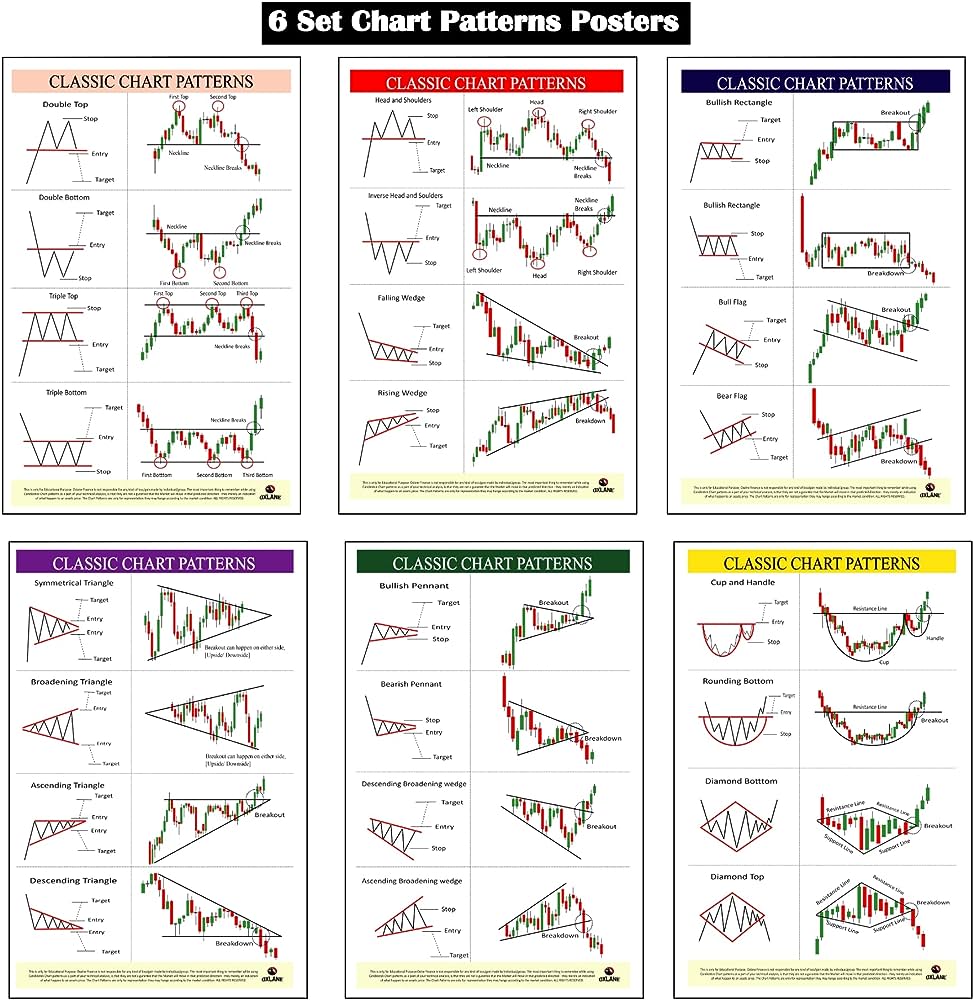 6 Set Chart Patterns Posters
CLASSIC CHART PATTERNS
Double Top
Stop
Entry
Target
First Top
Second Top
Neckline
Neckline Breaks
Double Bottom
Target
Entry
Stop
Neckline
Neckline Breaks
First Bottom
Second Bottom
Triple Top
Stop
Entry
Target
First Top
Second Top
Third Top
Neckline Breaks
Triple Bottom
Target
Entry
Stop
Neckline Breaks
First Bottom
Second Bottom
Third Bottom
OXLANE
CLASSIC CHART PATTERNS
Head and Shoulders
Stop
Entry
Target
Left Shoulder
Head
Right Shoulder
Neckline
Neckline
Breaks
Inverse Head and Soulders
Target
Entry
Stop
Neckline
Neckline
Breaks
Left Shoulder
Head
Right Shoulder
Falling Wedge
Target
Entry
Stop
Breakout
Rising Wedge
Stop
Entry
Target
Breakdown
OXLANE
CLASSIC CHART PATTERNS
Bullish Rectangle
Target
Entry
Stop
Breakout
Bullish Rectangle
Stop
Entry
Target
Breakdown
Bull Flag
Target
Entry
Stop
Breakout
Bear Flag
Stop
Entry
Target
Breakdown
OXLANE
CLASSIC CHART PATTERNS
Symmetrical Triangle
Target
Entry
Entry
Target
Breakout can happen on either side,
[Upside/ Downside]
Broadening Triangle
Target
Entry
Entry
Target
Breakout can happen on either side,
[Upside/ Downside]
Ascending Triangle
Target
Entry
Entry
Target
Breakout
Descending Triangle
Target
Entry
Entry
Target
Breakdown
OXLANE
CLASSIC CHART PATTERNS
Bullish Pennant
Target
Entry
Stop
Breakout
Bearish Pennant
Stop
Entry
Target
Breakdown
Descending Broadening wedge
Target
Entry
Stop
Breakout
Ascending Broadening wedge
Stop
Entry
Target
Breakdown
OXLANE
CLASSIC CHART PATTERNS
Cup and Handle
Target
Entry
Stop
Resistance Line
Handle
Cup
Rounding Bottom
Target
Entry
Stop
Resistance Line
Breakout
Diamond Bottom
Resistance Line
Resistance Line
Breakout
Support Line
Support Line
Diamond Top
Resistance Line
Resistance Line
Breakdown
Support Line
Support Line
OXLANE